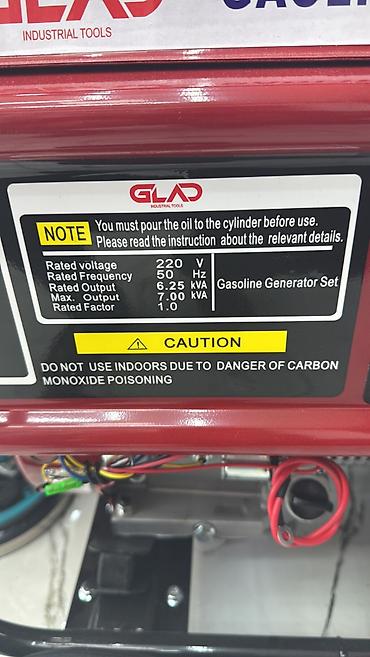 GLAD
INDUSTRIAL TOOLS
GLAD
INDUSTRIAL TOOLS
NOTE
You must pour the oil to the cylinder before use.
Please read the instruction about the relevant details.
Rated voltage 220 V
Rated Frequency 50 Hz
Rated Output 6.25 kVA
Max. Output 7.00 kVA
Rated Factor 1.0
Gasoline Generator Set
CAUTION
DO NOT USE INDOORS DUE TO DANGER OF CARBON
MONOXIDE POISONING